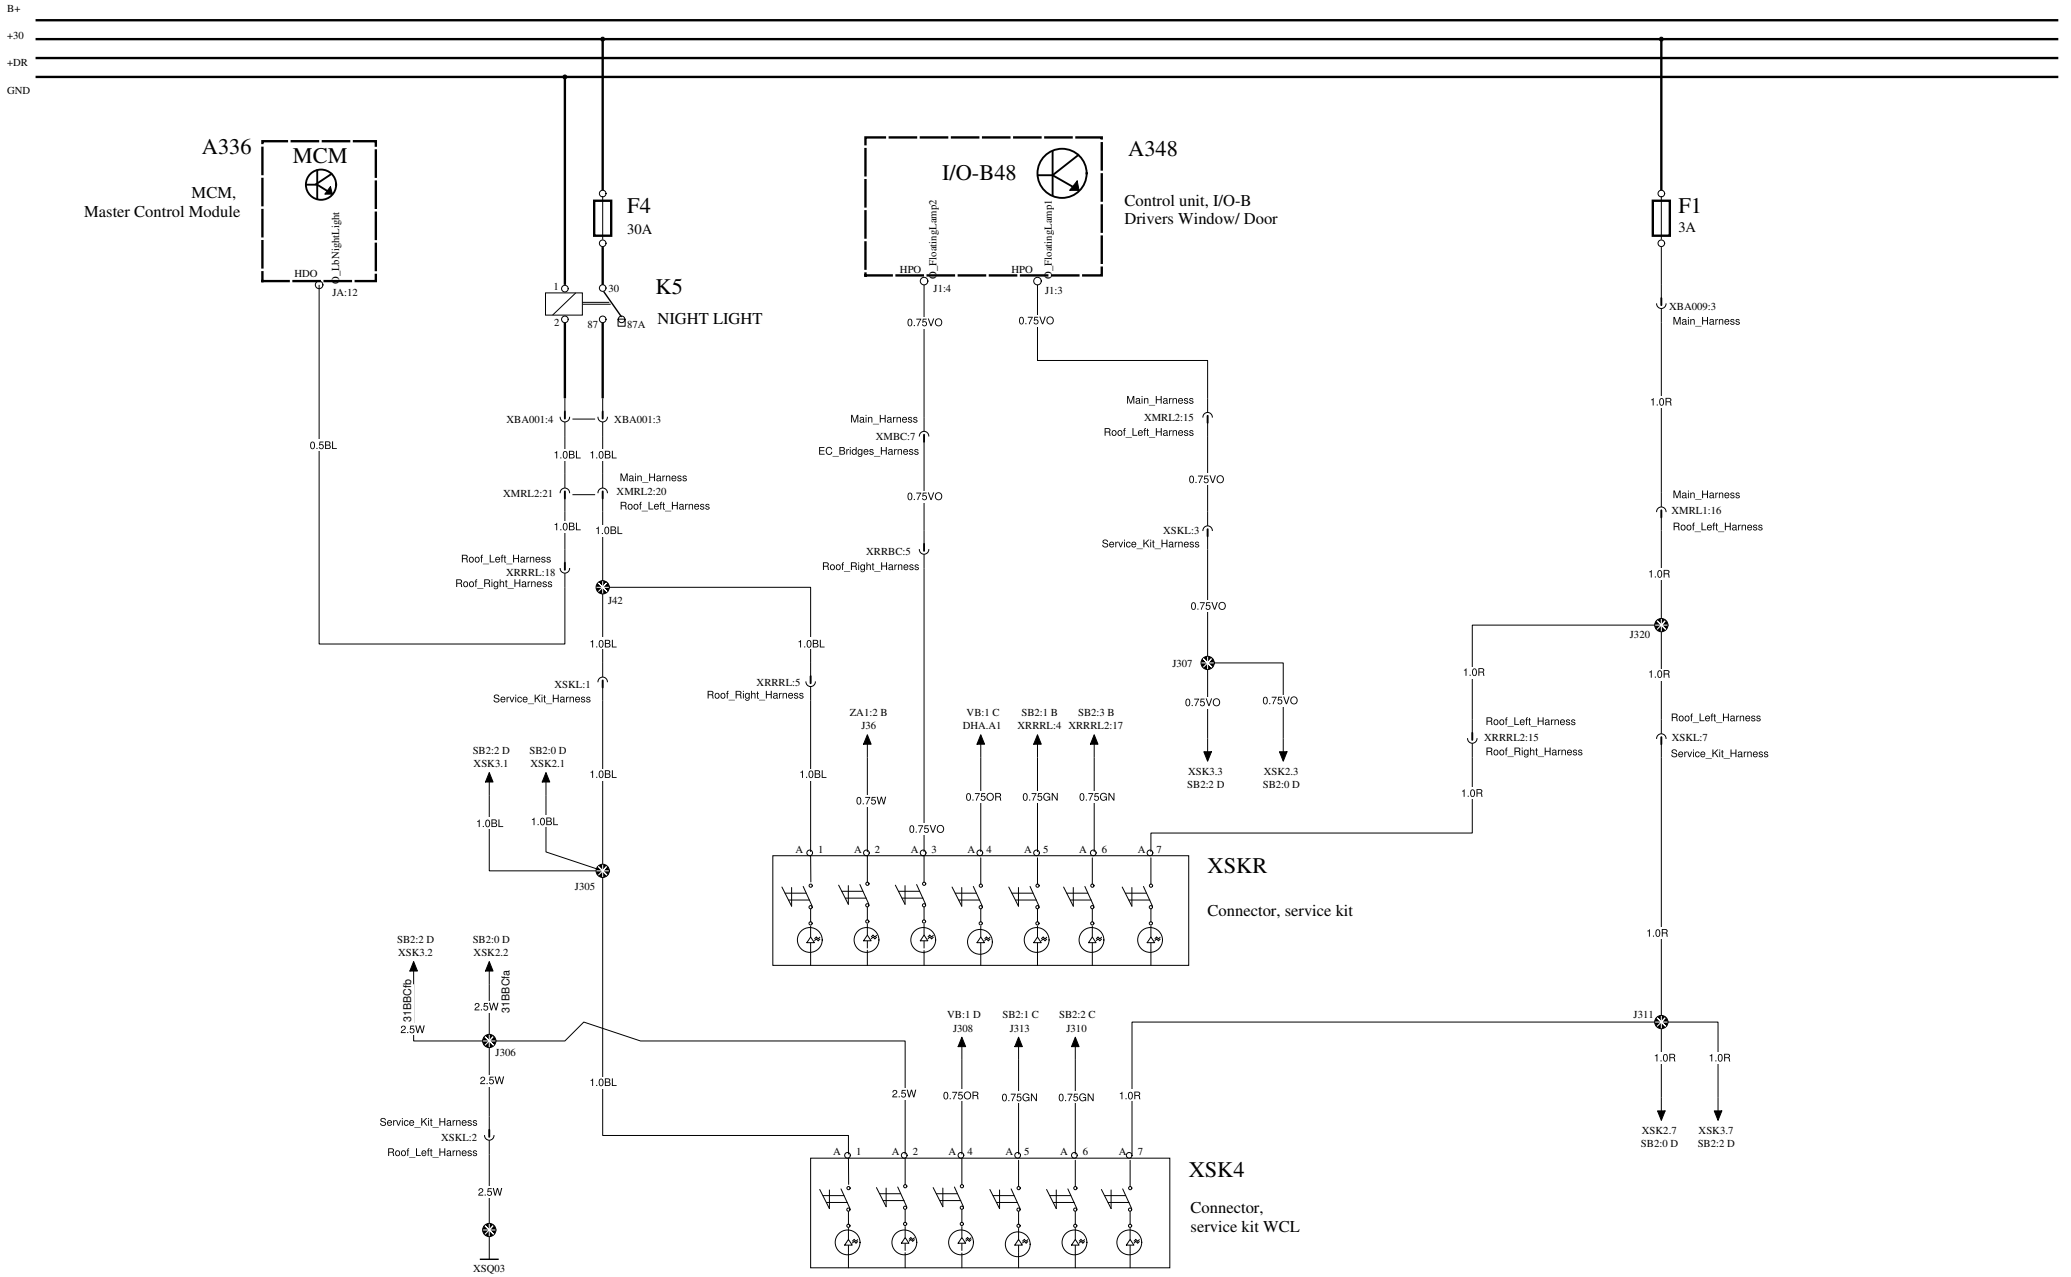 B+
+30
+DR
GND
A336
MCM
MCM,
Master Control Module
O_LbNightLight
HDO
JA:12
F4
30A
1
30
K5
2
87
87A
NIGHT LIGHT
I/O-B48
A348
Control unit, I/O-B
Drivers Window/ Door
O_FloatingLamp2
O_FloatingLamp1
HPO
HPO
J1:4
J1:3
F1
3A
XBA009:3
Main_Harness
0.75VO
0.75VO
1.0R
0.5BL
XBA001:4
XBA001:3
1.0BL
1.0BL
Main_Harness
XMRL2:21
XMRL2:20
Roof_Left_Harness
1.0BL
1.0BL
Roof_Left_Harness
XRRRL:18
Roof_Right_Harness
J42
Main_Harness
XMBC:7
EC_Bridges_Harness
0.75VO
XRRBC:5
Roof_Right_Harness
Main_Harness
XMRL2:15
Roof_Left_Harness
0.75VO
XSKL:3
Service_Kit_Harness
0.75VO
J307
0.75VO
0.75VO
XSK3.3
SB2:2 D
XSK2.3
SB2:0 D
Main_Harness
XMRL1:16
Roof_Left_Harness
1.0R
J320
1.0R
1.0R
Roof_Left_Harness
XRRRL2:15
Roof_Right_Harness
Roof_Left_Harness
XSKL:7
Service_Kit_Harness
1.0R
1.0R
1.0BL
XSKL:1
Service_Kit_Harness
1.0BL
XRRRL:5
Roof_Right_Harness
1.0BL
1.0BL
SB2:2 D
XSK3.1
SB2:0 D
XSK2.1
1.0BL
1.0BL
J305
ZA1:2 B
J36
VB:1 C
DHA.A1
SB2:1 B
XRRRL:4
SB2:3 B
XRRRL2:17
0.75W
0.75VO
0.75OR
0.75GN
0.75GN
A 1
A 2
A 3
A 4
A 5
A 6
A 7
XSKR
Connector, service kit
SB2:2 D
XSK3.2
SB2:0 D
XSK2.2
31BBCfb
31BBCfa
2.5W
2.5W
J306
2.5W
Service_Kit_Harness
XSKL:2
Roof_Left_Harness
2.5W
XSQ03
1.0BL
2.5W
VB:1 D
J308
SB2:1 C
J313
SB2:2 C
J310
0.75OR
0.75GN
0.75GN
1.0R
J311
1.0R
1.0R
XSK2.7
SB2:0 D
XSK3.7
SB2:2 D
A 1
A 2
A 4
A 5
A 6
A 7
XSK4
Connector,
service kit WCL